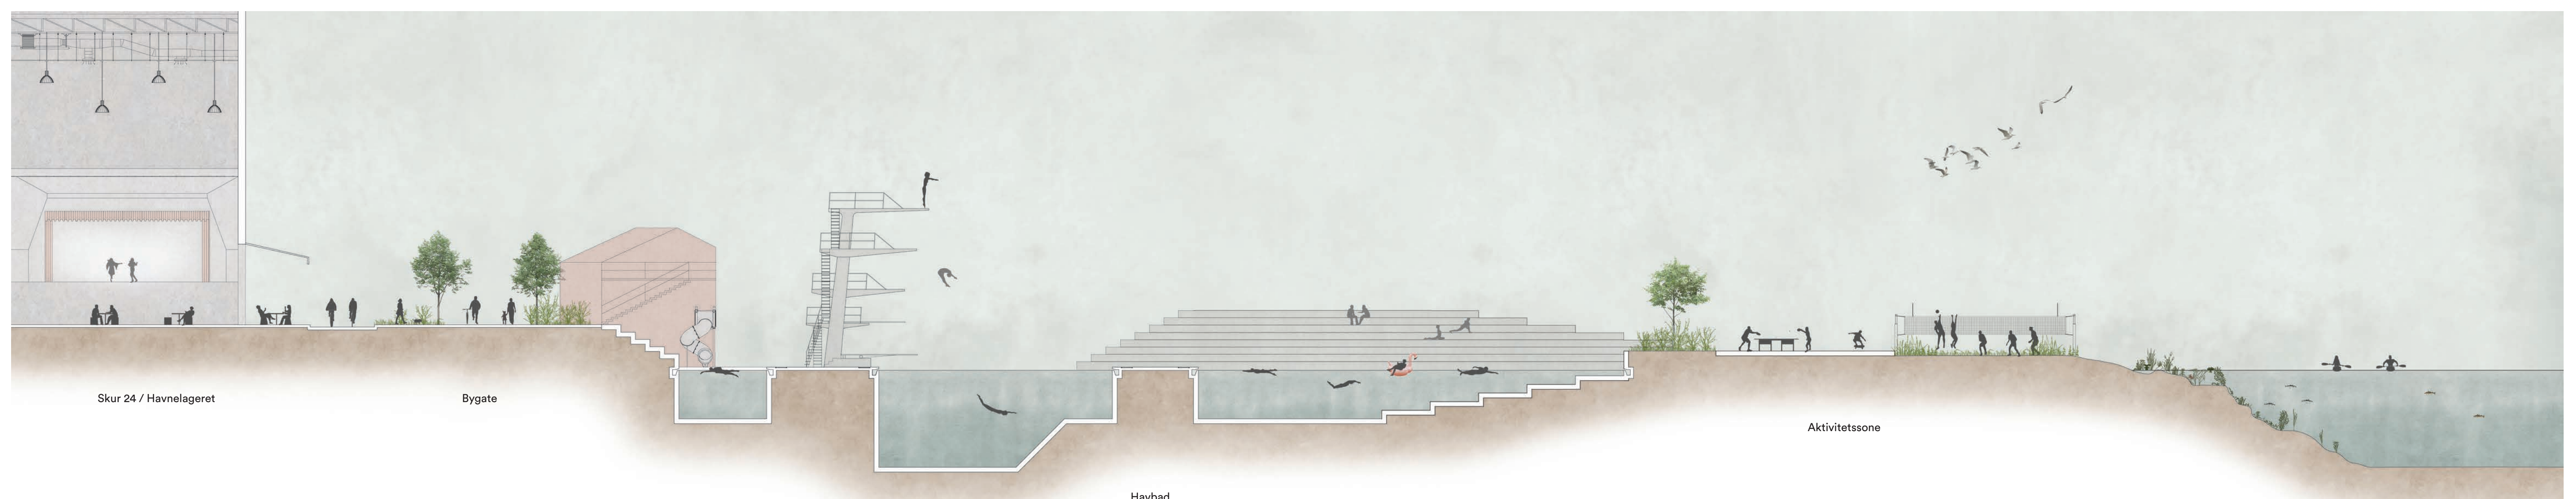 Skur 24 / Havnelageret
Bygate
Aktivitetssone
Havbad